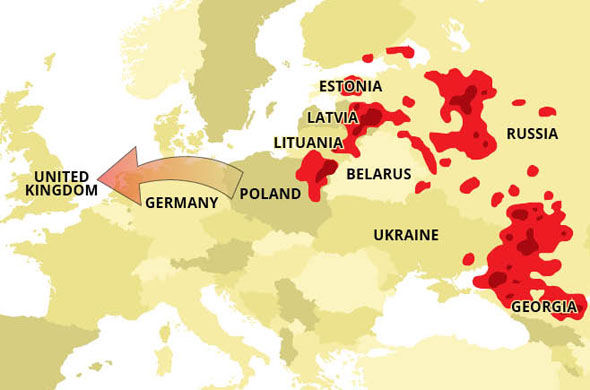 ESTONIA
LATVIA
LITUANIA
RUSSIA
BELARUS
UNITED
KINGDOM
GERMANY
POLAND
UKRAINE
GEORGIA